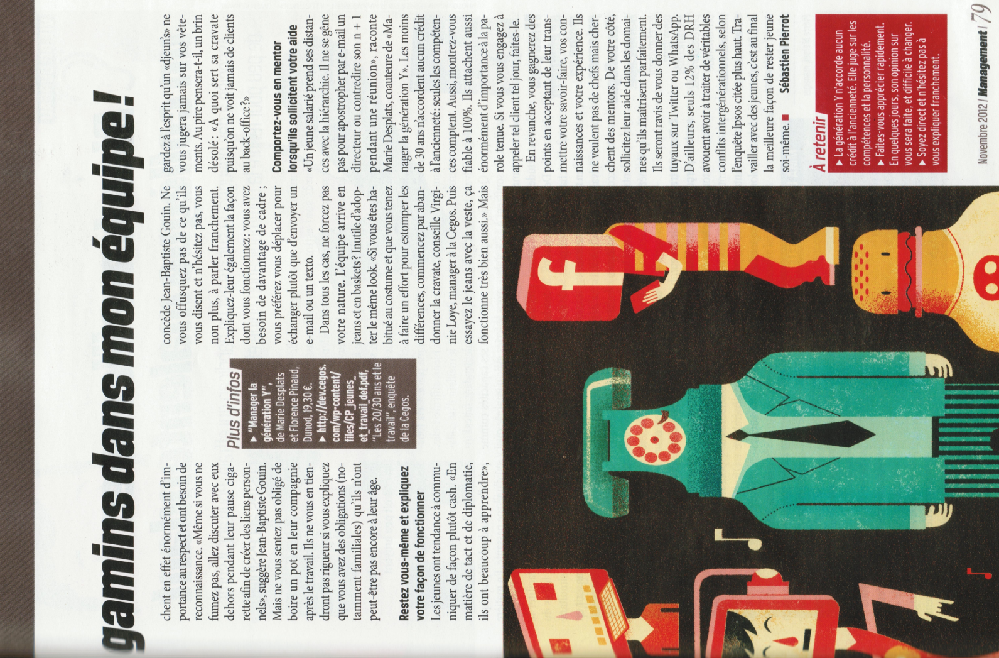 gamins dans mon équipe!
chent en effet énormément d'im-
portance au respect et ont besoin de
reconnaissance. «Même si vous ne
fumez pas, allez discuter avec eux
dehors pendant leur pause ciga-
rette afin de créer des liens person-
nels», suggère Jean-Baptiste Gouin.
Mais ne vous sentez pas obligé de
boire un pot en leur compagnie
après le travail. Ils ne vous en tien-
dront pas rigueur si vous expliquez
que vous avez des obligations (no-
tamment familiales) qu'ils n'ont
peut-être pas encore à leur âge.
Restez vous-même et expliquez
votre façon de fonctionner
Les jeunes ont tendance à commu-
niquer de façon plutôt cash. «En
matière de tact et de diplomatie,
ils ont beaucoup à apprendre»,
Plus d'infos
▶ "Manager la
génération Y",
de Marie Desplats
et Florence Pinaud,
Dunod, 19,30 €.
▶ http://dev.cegos.
com/wp-content/
files/CP_jeunes_
et_travail_def.pdf,
"Les 20/30 ans et le
travail", enquête
de la Cegos.
concède Jean-Baptiste Gouin. Ne
vous offusquez pas de ce qu'ils
vous disent et n'hésitez pas, vous
non plus, à parler franchement.
Expliquez-leur également la façon
dont vous fonctionnez: vous avez
besoin de davantage de cadre ;
vous préférez vous déplacer pour
échanger plutôt que d'envoyer un
e-mail ou un texto.
Dans tous les cas, ne forcez pas
votre nature. L'équipe arrive en
jeans et en baskets? Inutile d'adop-
ter le même look. «Si vous êtes ha-
bitué au costume et que vous tenez
à faire un effort pour estomper les
différences, commencez par aban-
donner la cravate, conseille Virgi-
nie Loye, manager à la Cegos. Puis
essayez le jeans avec la veste, ça
fonctionne très bien aussi.» Mais
gardez à l'esprit qu'un «djeun's» ne
vous jugera jamais sur vos vête-
ments. Au pire pensera-t-il, un brin
désolé: «A quoi sert sa cravate
puisqu'on ne voit jamais de clients
au back-office?»
Comportez-vous en mentor
lorsqu'ils sollicitent votre aide
«Un jeune salarié prend ses distan-
ces avec la hiérarchie. Il ne se gêne
pas pour apostropher par e-mail un
directeur ou contredire son n + 1
pendant une réunion», raconte
Marie Desplats, coauteure de «Ma-
nager la génération Y». Les moins
de 30 ans n'accordent aucun crédit
à l'ancienneté: seules les compéten-
ces comptent. Aussi, montrez-vous
fiable à 100%. Ils attachent aussi
énormément d'importance à la pa-
role tenue. Si vous vous engagez à
appeler tel client tel jour, faites-le.
En revanche, vous gagnerez des
points en acceptant de leur trans-
mettre votre savoir-faire, vos con-
naissances et votre expérience. Ils
ne veulent pas de chefs mais cher-
chent des mentors. De votre côté,
sollicitez leur aide dans les domai-
nes qu'ils maîtrisent parfaitement.
Ils seront ravis de vous donner des
tuyaux sur Twitter ou WhatsApp.
D'ailleurs, seuls 12% des DRH
avouent avoir à traiter de véritables
conflits intergénérationnels, selon
l'enquête Ipsos citée plus haut. Tra-
vailler avec des jeunes, c'est au final
la meilleure façon de rester jeune
soi-même. ■ Sébastien Pierrot
À retenir
▶ La génération Y n'accorde aucun
crédit à l'ancienneté. Elle juge sur les
compétences et la personnalité.
▶ Faites-vous apprécier rapidement.
En quelques jours, son opinion sur
vous sera faite, et difficile à changer.
▶ Soyez direct et n'hésitez pas à
vous expliquer franchement.
f
Novembre 2012 / Management / 79